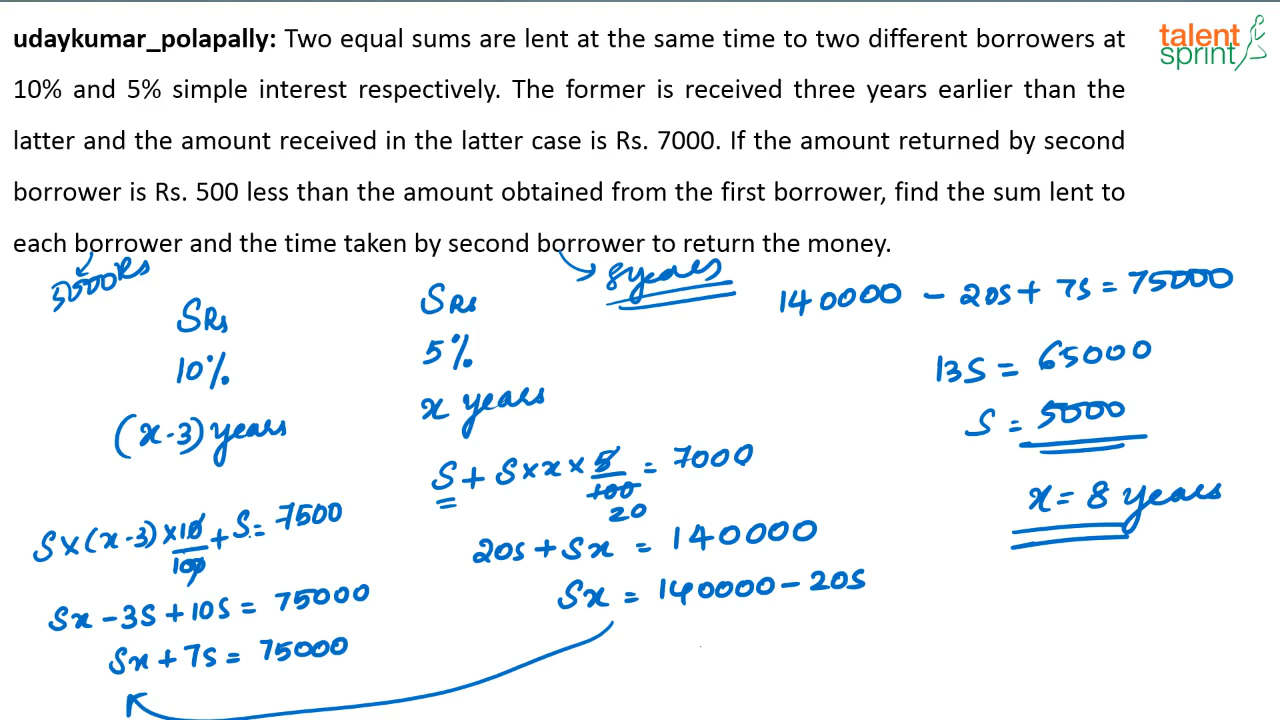 udaykumar_polapally: Two equal sums are lent at the same time to two different borrowers at
10% and 5% simple interest respectively. The former is received three years earlier than the
latter and the amount received in the latter case is Rs. 7000. If the amount returned by second
borrower is Rs. 500 less than the amount obtained from the first borrower, find the sum lent to
each borrower and the time taken by second borrower to return the money.
talent
sprint
5000 Rs
8 years
S Rs
S Rs
10%
5%
(x-3) years
x years
S + S × x × 5/100 = 7000
20
S × (x-3) × 10/100 + S = 7500
20S + Sx = 140000
Sx - 3S + 10S = 75000
Sx = 140000 - 20S
Sx + 7S = 75000
140000 - 20S + 7S = 75000
13S = 65000
S = 5000
x = 8 years